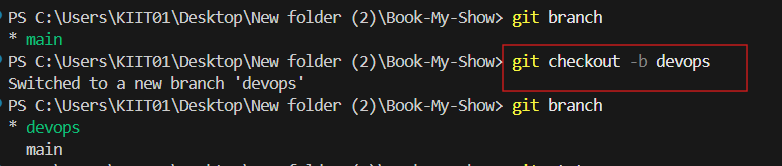 PS C:\Users\KIIT01\Desktop\New folder (2)\Book-My-Show> git branch
* main
PS C:\Users\KIIT01\Desktop\New folder (2)\Book-My-Show> git checkout -b devops
Switched to a new branch 'devops'
PS C:\Users\KIIT01\Desktop\New folder (2)\Book-My-Show> git branch
* devops
  main